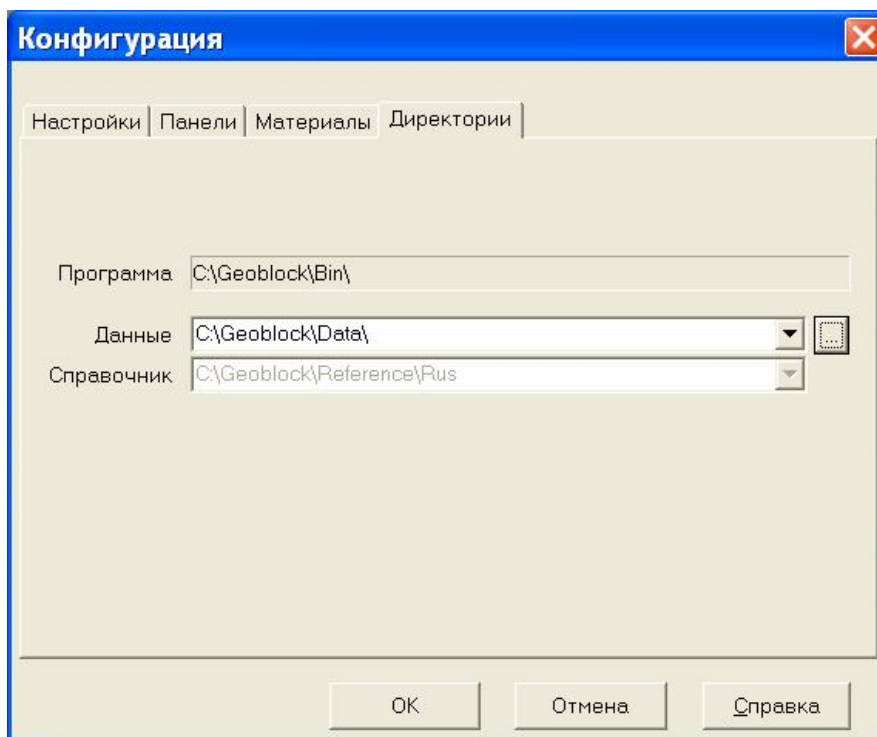 Конфигурация
Настройки Панели Материалы Директории
Программа C:\Geoblock\Bin\
Данные C:\Geoblock\Data\ ...
Справочник C:\Geoblock\Reference\Rus
OK Отмена Справка